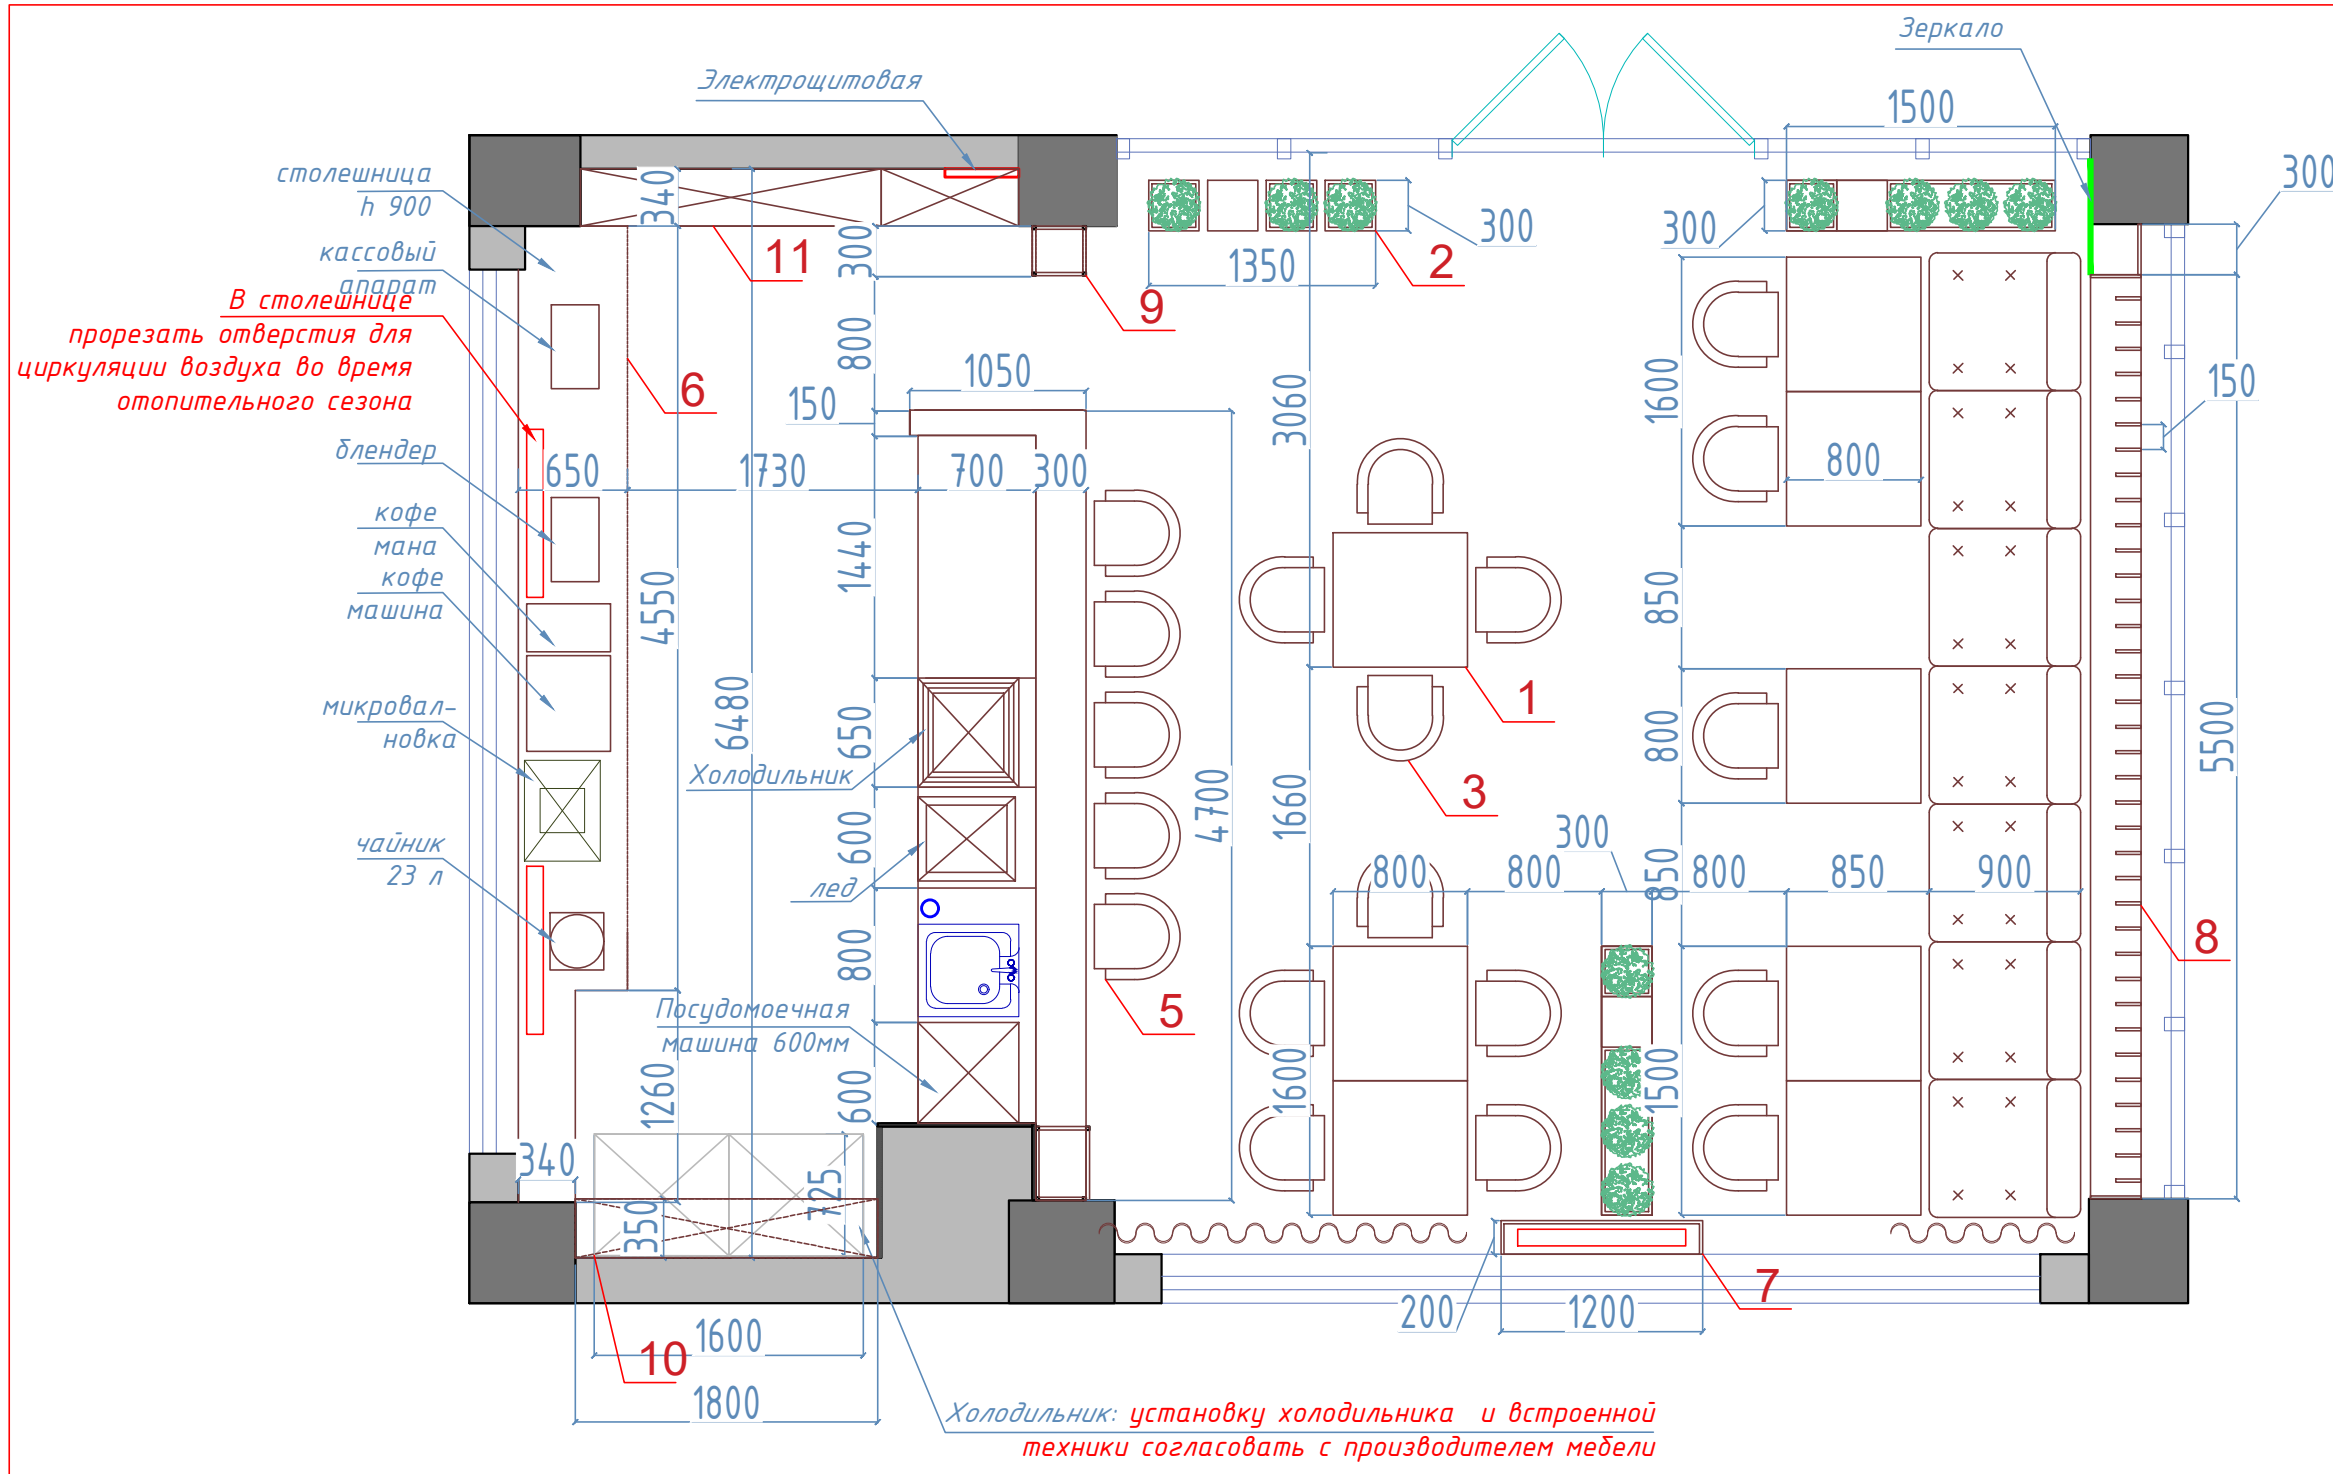 Зеркало
Электрощитовая
1500
столешница
h 900
340
300
300
300
11
300
1350
2
кассовый
апарат
9
В столешнице
прорезать отверстия для
циркуляции воздуха во время
отопительного сезона
6
800
1050
150
3060
1600
150
блендер
650
1730
700
300
800
кофе
мана
кофе
машина
4550
1440
850
6480
650
1
микровал-
новка
Холодильник
3
4700
1660
800
5500
чайник
23 л
600
лед
300
800
800
850
800
850
900
8
800
5
Посудомоечная
машина 600мм
1260
600
1600
1500
340
725
350
7
200
1200
1600
10
1800
Холодильник: установку холодильника и встроенной
техники согласовать с производителем мебели